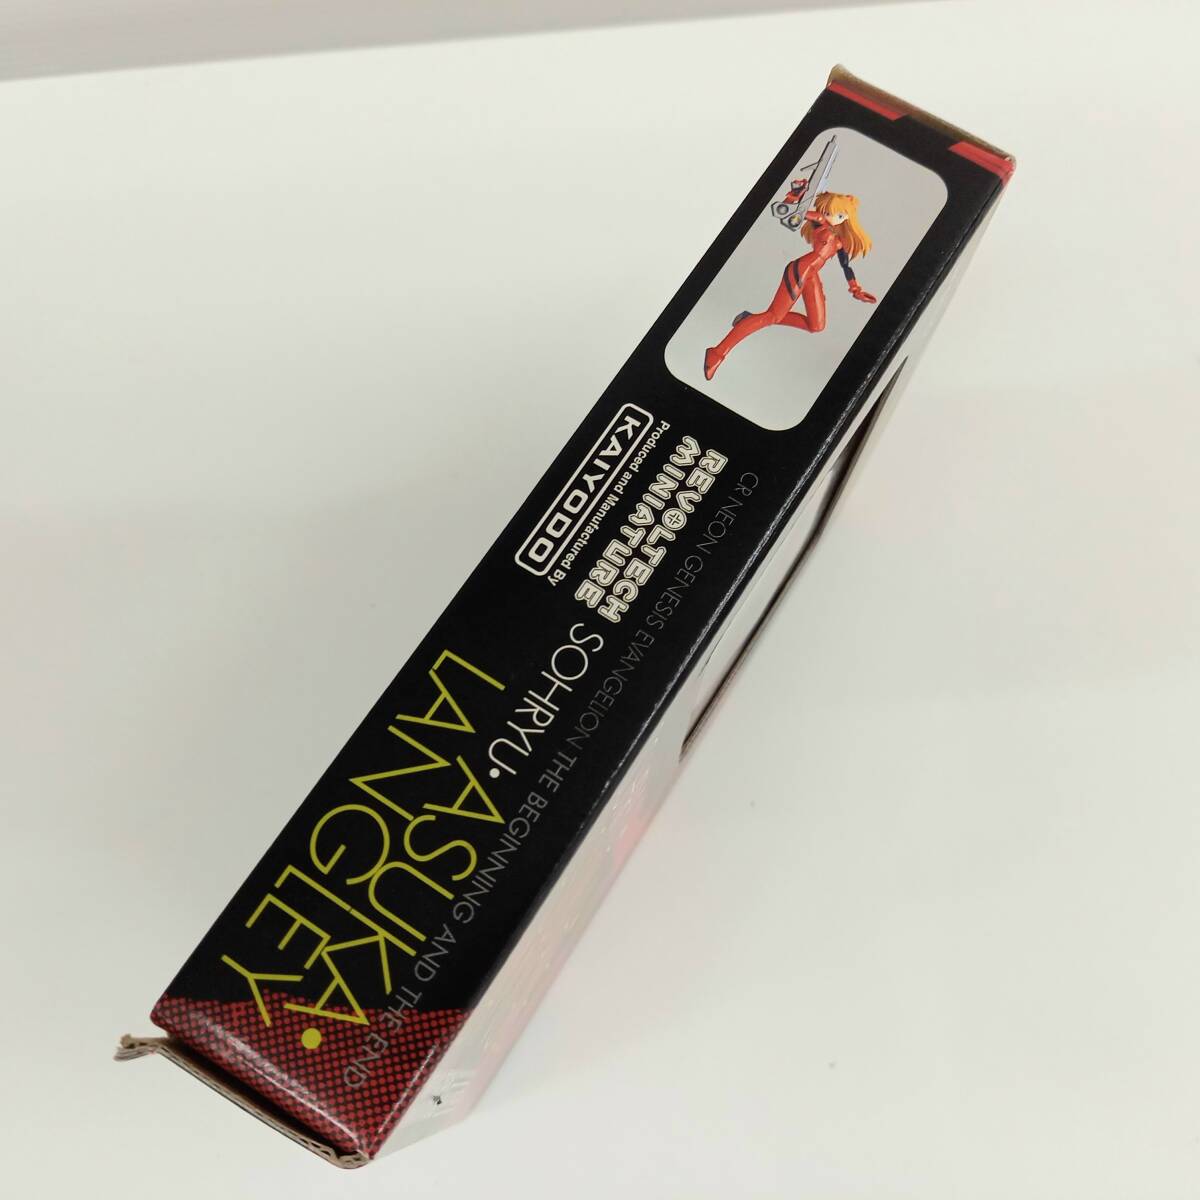 CR NEON GENESIS EVANGELION THE BEGINNING AND THE END
REVOLTECH
MINIATURE
Produced and Manufactured By
KAIYODO
SOHRYU•ASUKA•
LANGLEY